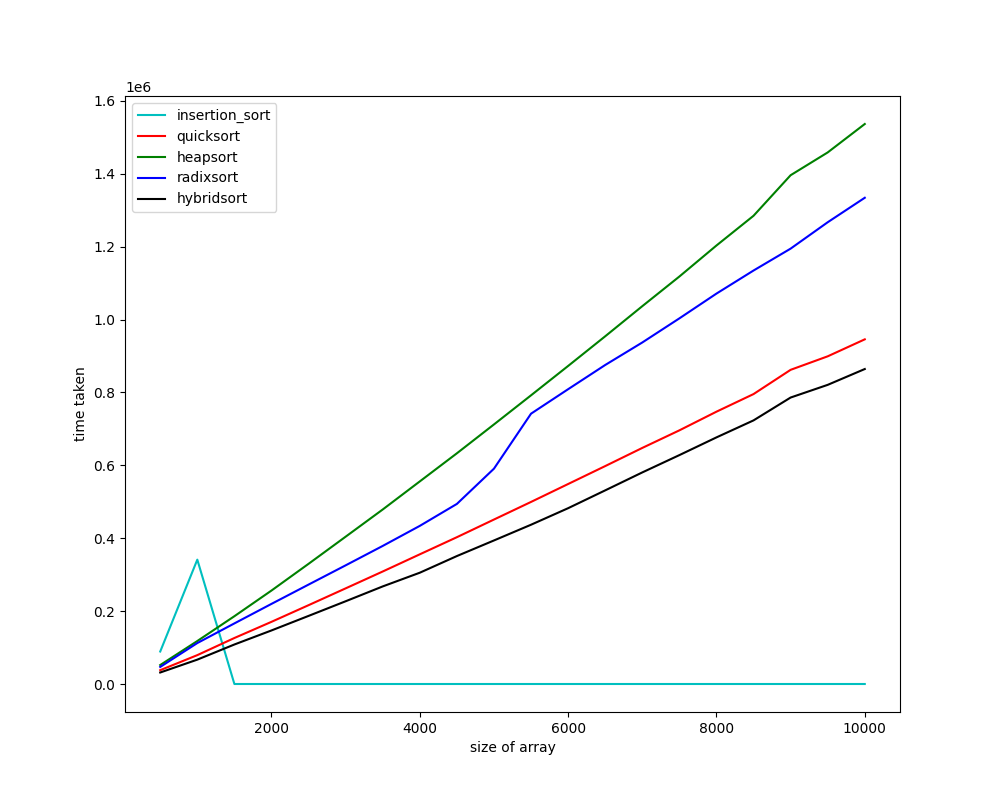 1e6
1.6
1.4
1.2
1.0
0.8
0.6
0.4
0.2
0.0
time taken
insertion_sort
quicksort
heapsort
radixsort
hybridsort
2000 4000 6000 8000 10000
size of array